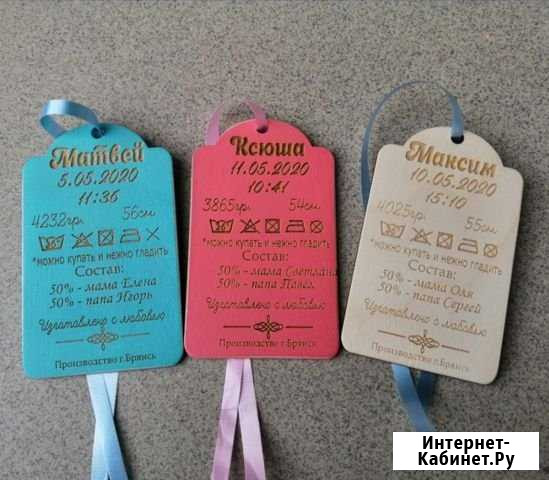 Матвей
5.05.2020
11:36
4232гр. 56см
*можно купать и нежно гладить
Состав:
50% - мама Елена
50% - папа Игорь
Изготовлено с любовью
Производство г.Брянск
Ксюша
11.05.2020
10:41
3865гр. 54см
*можно купать и нежно гладить
Состав:
50% - мама Светлана
50% - папа Павел
Изготовлено с любовью
Производство г.Брянск
Максим
10.05.2020
15:10
4025гр. 55см
*можно купать и нежно гладить
Состав:
50% - мама Оля
50% - папа Сергей
Изготовлено с любовью
Производство г.Брянск
Интернет-
Кабинет.Ру